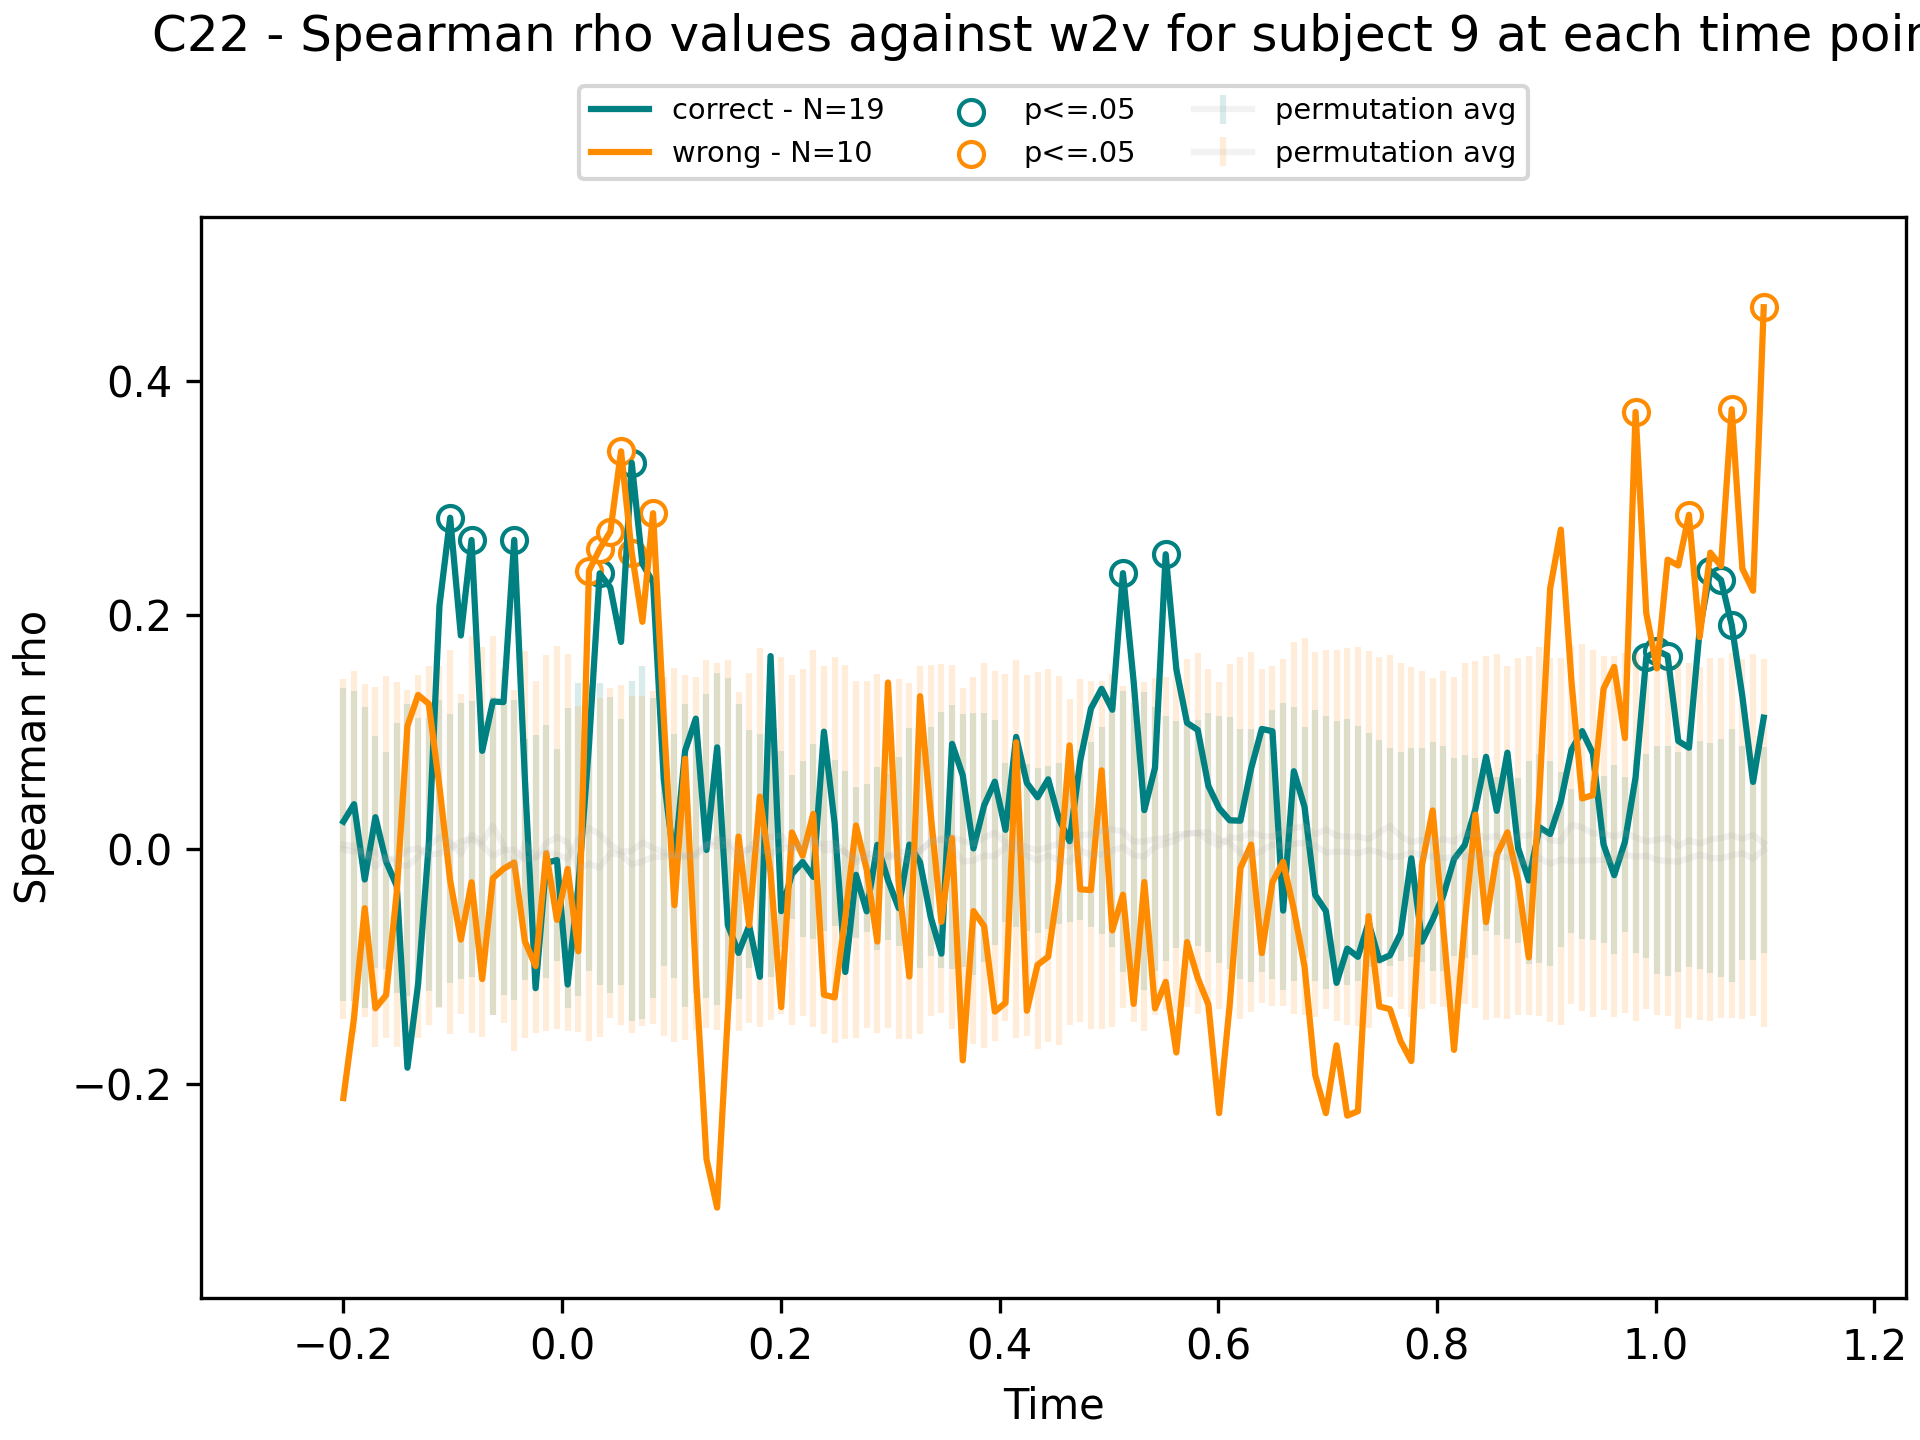 C22 - Spearman rho values against w2v for subject 9 at each time poin
correct - N=19
wrong - N=10
p<=.05
p<=.05
permutation avg
permutation avg
Spearman rho
0.4
0.2
0.0
−0.2
−0.2 0.0 0.2 0.4 0.6 0.8 1.0 1.2
Time